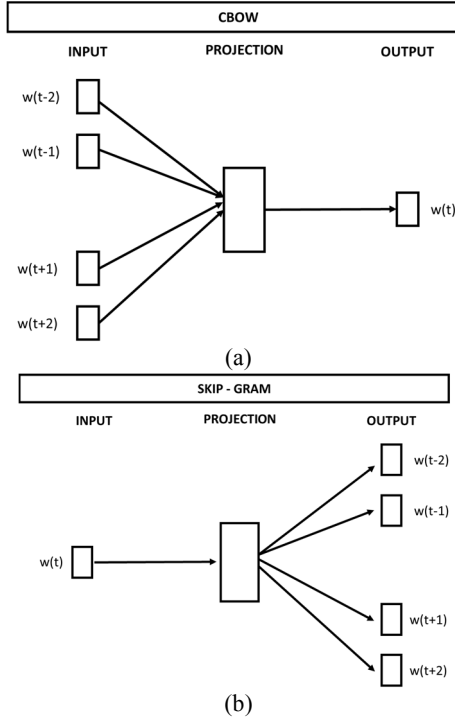 CBOW
INPUT PROJECTION OUTPUT
w(t-2)
w(t-1)
w(t)
w(t+1)
w(t+2)
(a)
SKIP - GRAM
INPUT PROJECTION OUTPUT
w(t-2)
w(t-1)
w(t)
w(t+1)
w(t+2)
(b)